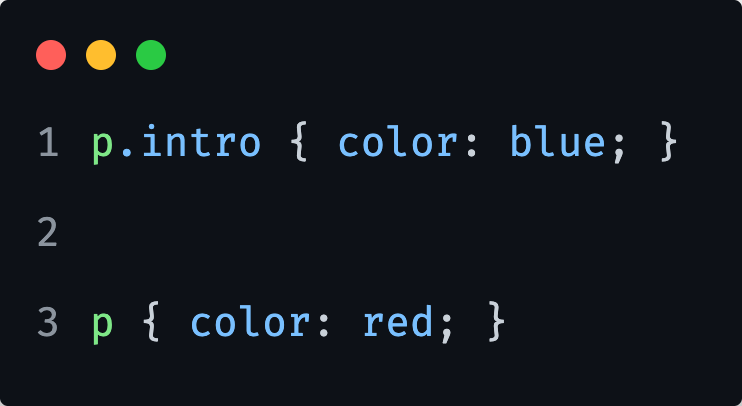 1 p.intro { color: blue; }
2
3 p { color: red; }